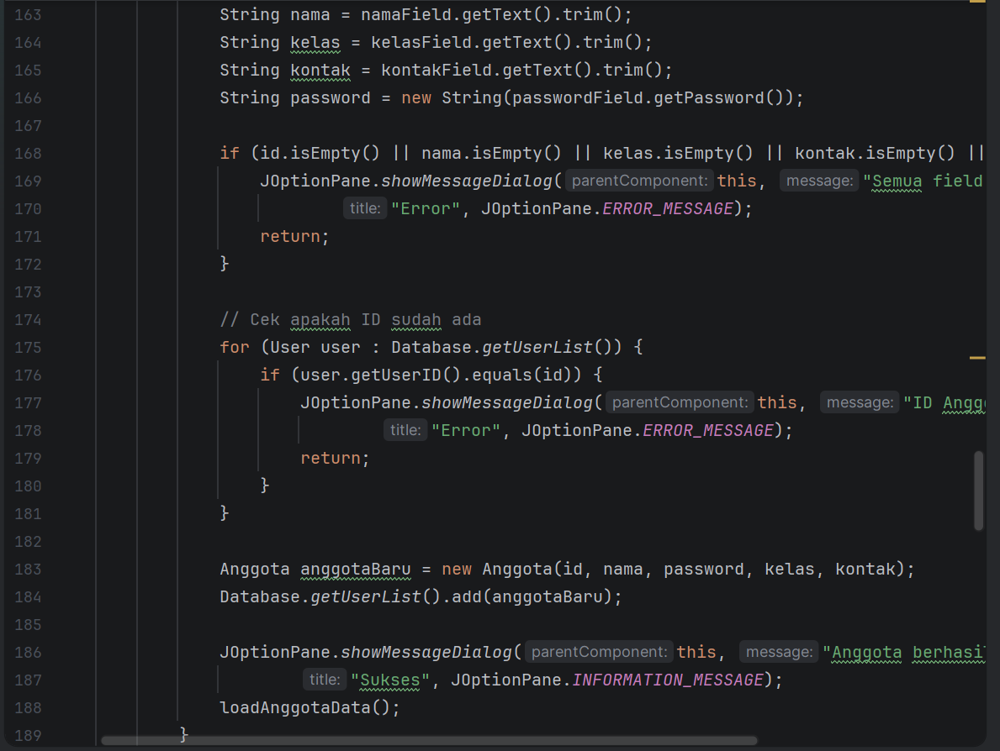 163 String nama = namaField.getText().trim();
164 String kelas = kelasField.getText().trim();
165 String kontak = kontakField.getText().trim();
166 String password = new String(passwordField.getPassword());
167
168 if (id.isEmpty() || nama.isEmpty() || kelas.isEmpty() || kontak.isEmpty() ||
169 JOptionPane.showMessageDialog( parentComponent: this, message: "Semua field
170 title: "Error", JOptionPane.ERROR_MESSAGE);
171 return;
172 }
173
174 // Cek apakah ID sudah ada
175 for (User user : Database.getUserList()) {
176 if (user.getUserID().equals(id)) {
177 JOptionPane.showMessageDialog( parentComponent: this, message: "ID Angg
178 title: "Error", JOptionPane.ERROR_MESSAGE);
179 return;
180 }
181 }
182
183 Anggota anggotaBaru = new Anggota(id, nama, password, kelas, kontak);
184 Database.getUserList().add(anggotaBaru);
185
186 JOptionPane.showMessageDialog( parentComponent: this, message: "Anggota berhasi
187 title: "Sukses", JOptionPane.INFORMATION_MESSAGE);
188 loadAnggotaData();
189 }